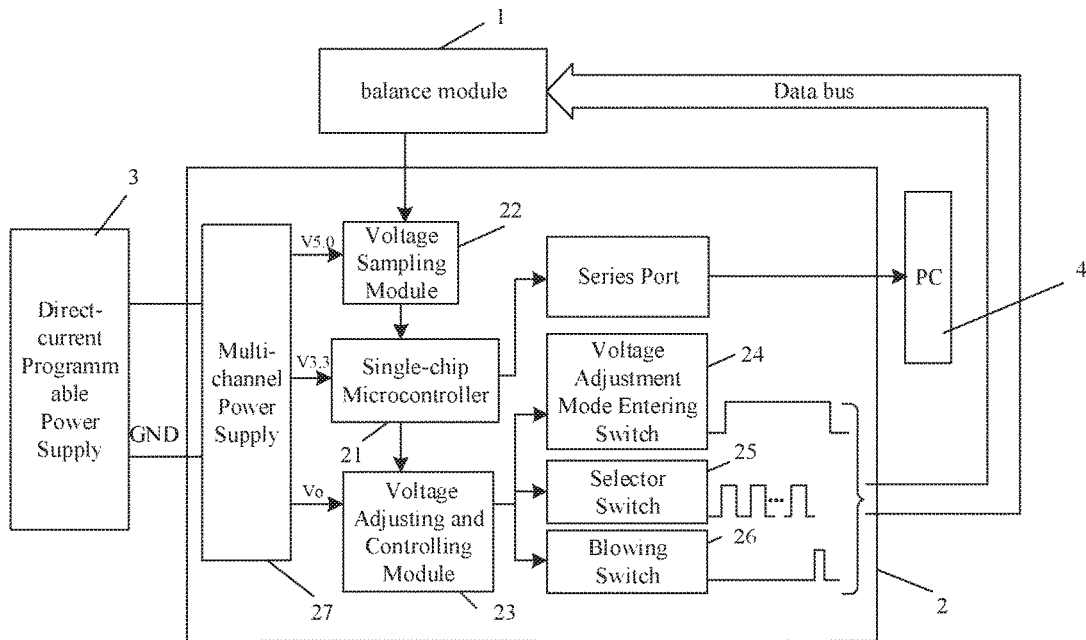 1
balance module
Data bus
3
22
Voltage
Sampling
Module
V5.0
Series Port
PC
4
Direct-
current
Programm
able
Power
Supply
Multi-
channel
Power
Supply
V3.3
Single-chip
Microcontroller
Voltage
Adjustment
Mode Entering
Switch
24
GND
21
25
Vo
Voltage
Adjusting and
Controlling
Module
Selector
Switch
...
26
Blowing
Switch
27
23
2